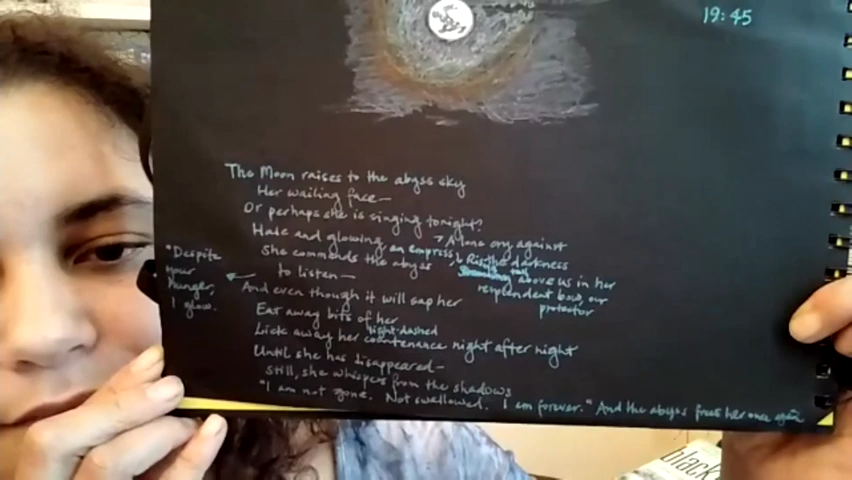 19:45
The Moon raises to the abyss sky
Her wailing face—
Or perhaps she is singing tonight?
Hale and glowing, an empress,
She commends the abyss
to listen—
A lone cry against
the darkness
above us in her
resplendent bow, our
protector
"Despite
your
hunger,
I glow.
And even though it will sap her
Eat away bits of her
Lick away her light-dashed
countenance night after night
Until she has disappeared—
Still, she whispers from the shadows
"I am not gone. Not swallowed. I am forever." And the abyss frees her once again
black